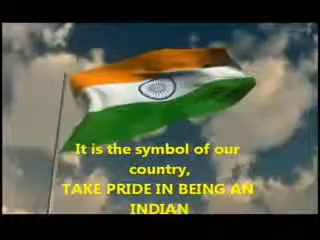 It is the symbol of our
country,
TAKE PRIDE IN BEING AN
INDIAN